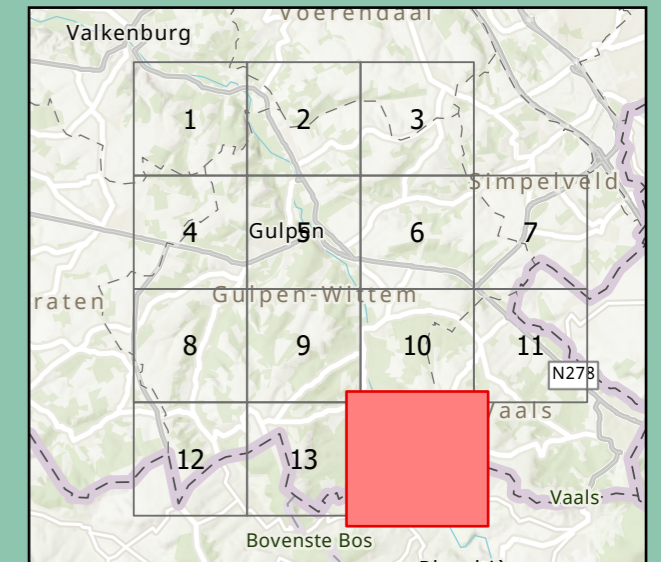 Voerendaal
Valkenburg
1
2
3
Simpelveld
4
Gulpen
5
6
7
raten
Gulpen-Wittem
8
9
10
11
N278
Vaals
12
13
Vaals
Bovenste Bos